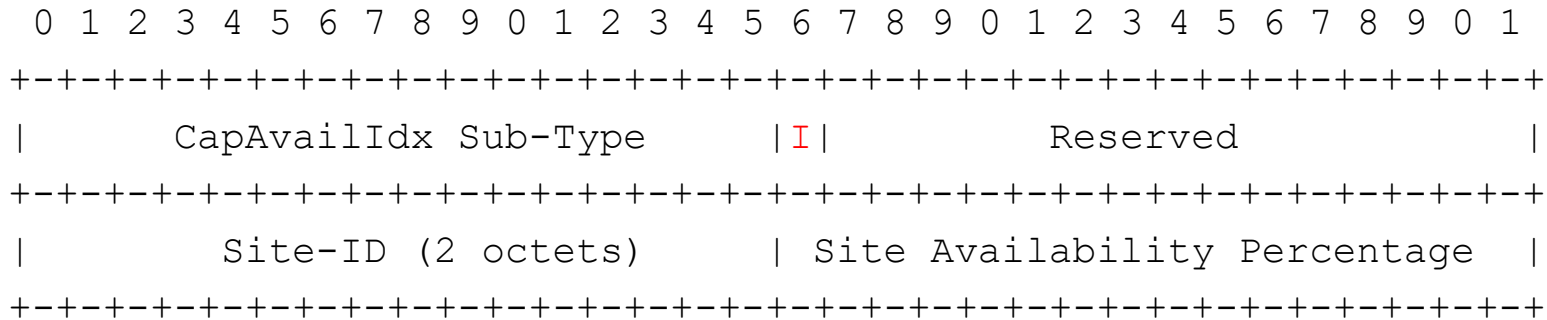 0 1 2 3 4 5 6 7 8 9 0 1 2 3 4 5 6 7 8 9 0 1 2 3 4 5 6 7 8 9 0 1
+-+-+-+-+-+-+-+-+-+-+-+-+-+-+-+-+-+-+-+-+-+-+-+-+-+-+-+-+-+-+-+-+
|      CapAvailIdx Sub-Type     |I|         Reserved            |
+-+-+-+-+-+-+-+-+-+-+-+-+-+-+-+-+-+-+-+-+-+-+-+-+-+-+-+-+-+-+-+-+
|        Site-ID (2 octets)     | Site Availability Percentage  |
+-+-+-+-+-+-+-+-+-+-+-+-+-+-+-+-+-+-+-+-+-+-+-+-+-+-+-+-+-+-+-+-+